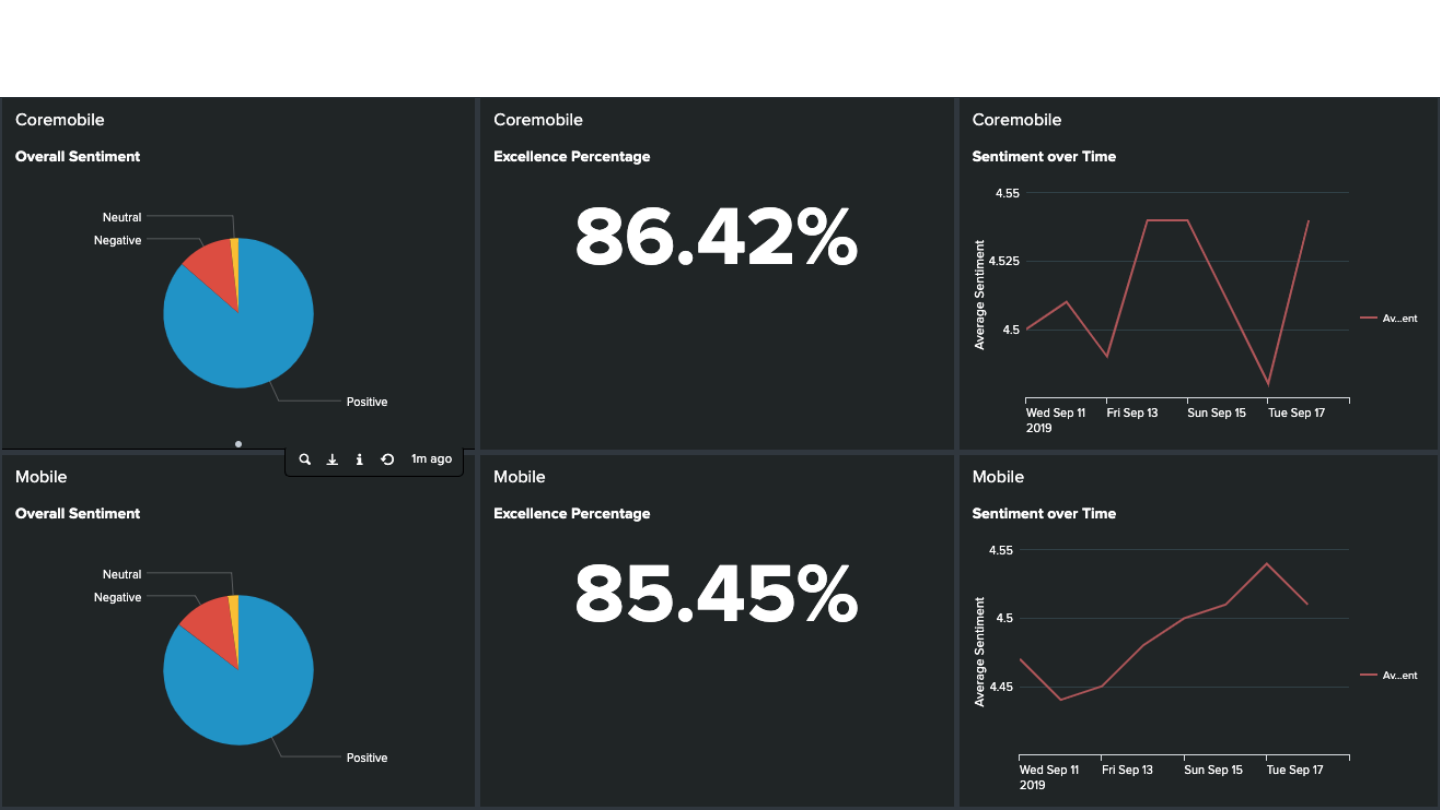 Coremobile
Overall Sentiment
Neutral
Negative
Positive
Coremobile
Excellence Percentage
86.42%
Coremobile
Sentiment over Time
4.55
4.525
4.5
Average Sentiment
Av...ent
Wed Sep 11 Fri Sep 13 Sun Sep 15 Tue Sep 17
2019
1m ago
Mobile
Overall Sentiment
Neutral
Negative
Positive
Mobile
Excellence Percentage
85.45%
Mobile
Sentiment over Time
4.55
4.5
4.45
Average Sentiment
Av...ent
Wed Sep 11 Fri Sep 13 Sun Sep 15 Tue Sep 17
2019